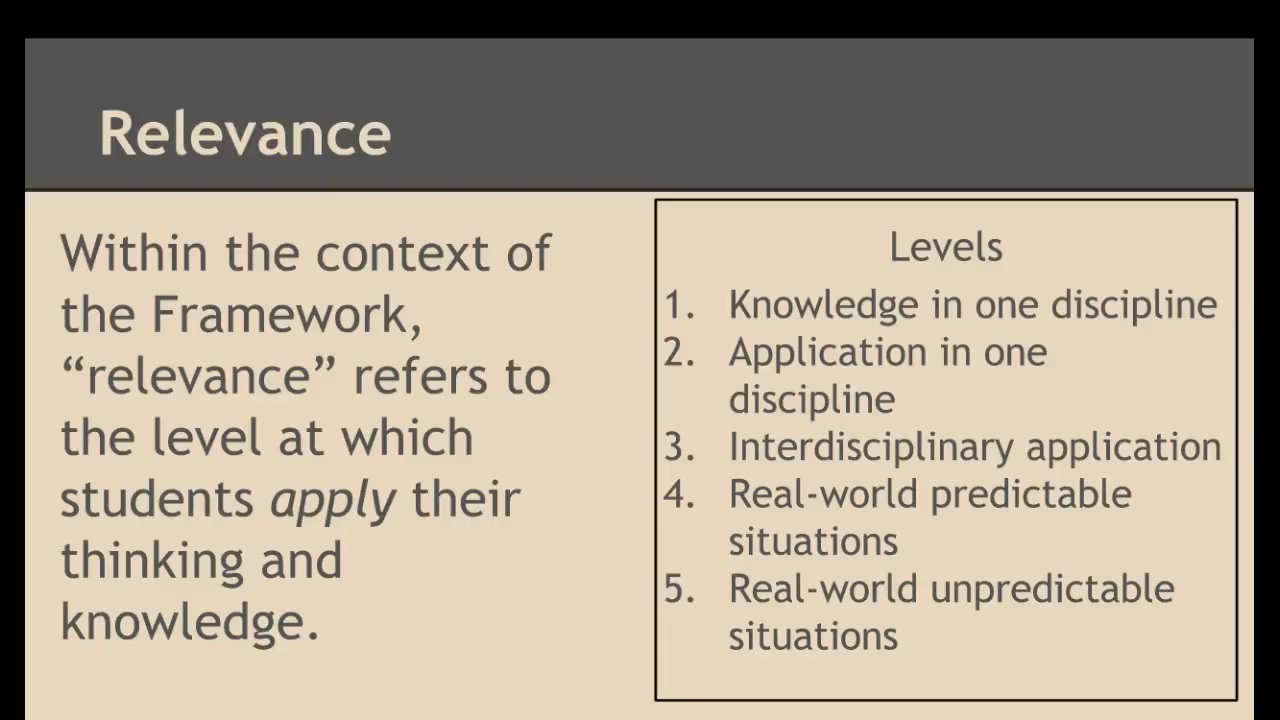 Relevance
Within the context of
the Framework,
“relevance” refers to
the level at which
students apply their
thinking and
knowledge.
Levels
1. Knowledge in one discipline
2. Application in one
discipline
3. Interdisciplinary application
4. Real-world predictable
situations
5. Real-world unpredictable
situations